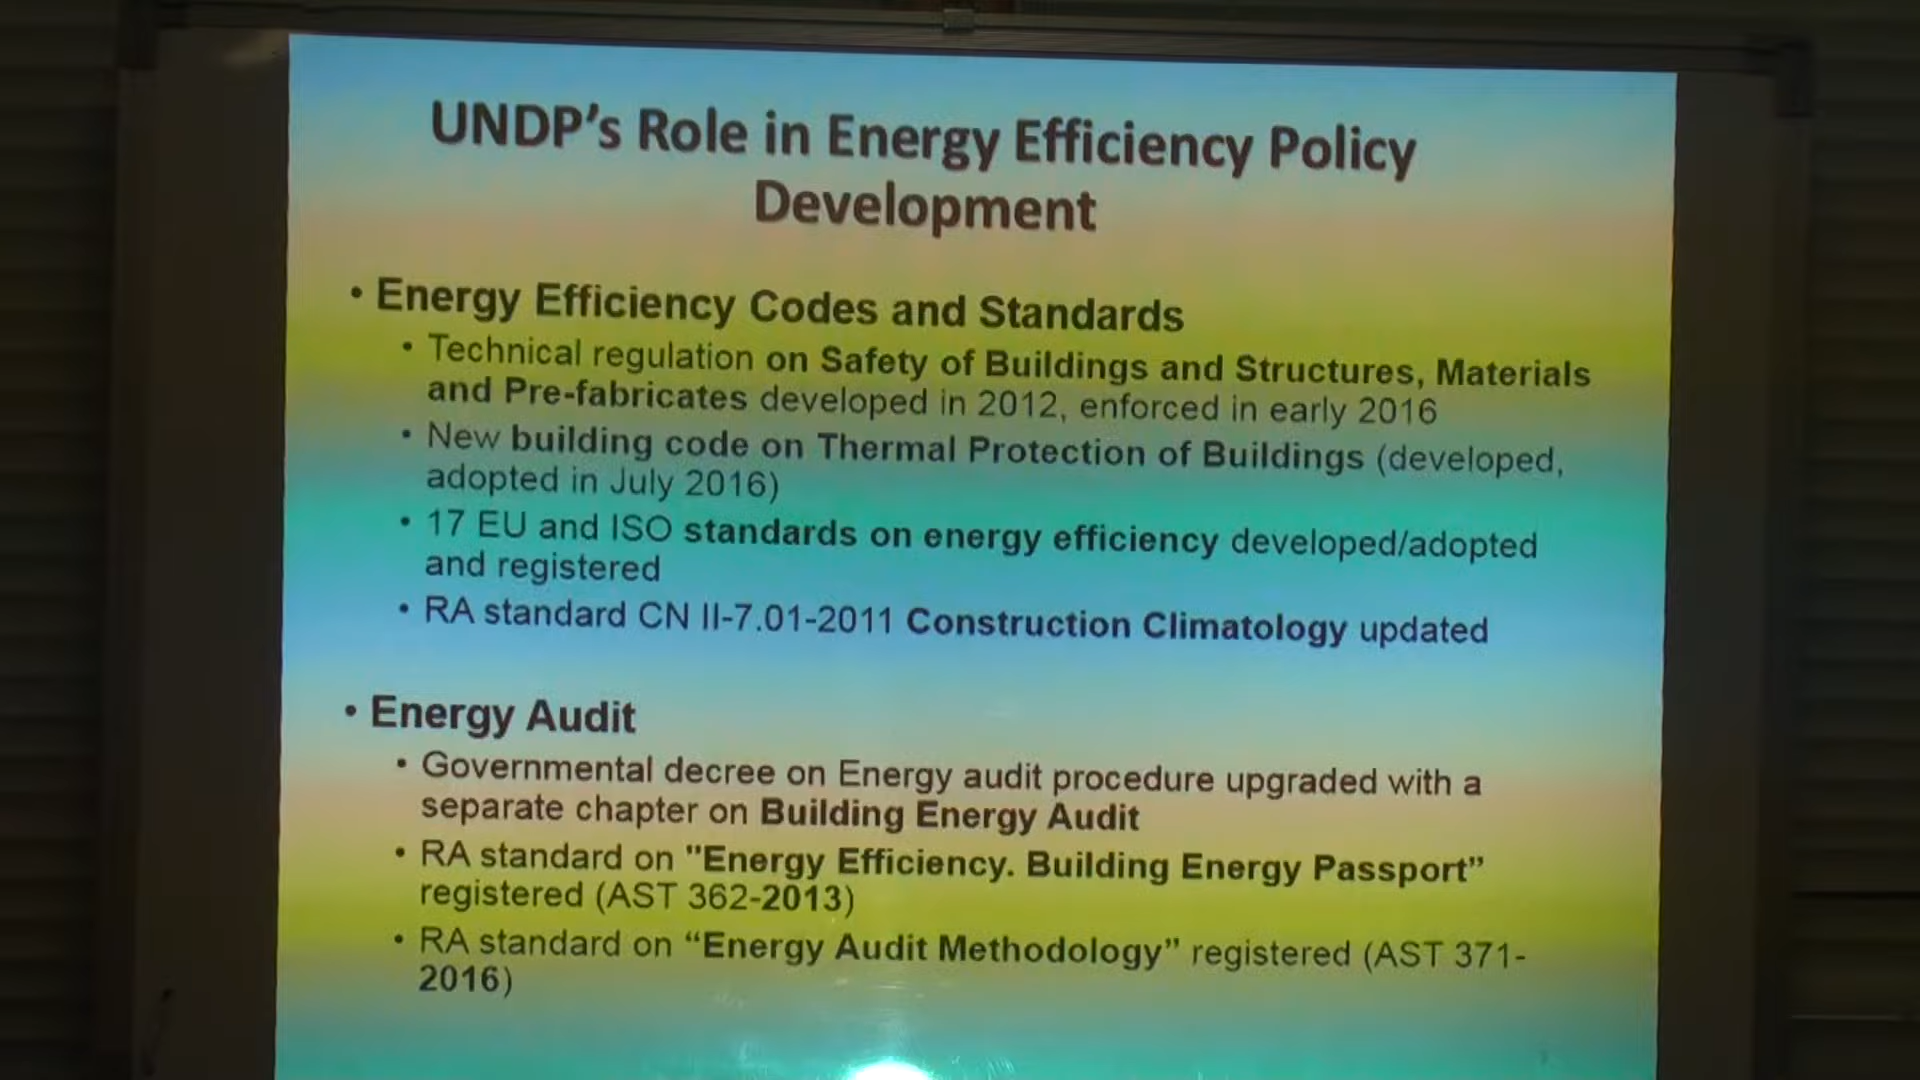 UNDP’s Role in Energy Efficiency Policy
Development
• Energy Efficiency Codes and Standards
• Technical regulation on Safety of Buildings and Structures, Materials
and Pre-fabricates developed in 2012, enforced in early 2016
• New building code on Thermal Protection of Buildings (developed,
adopted in July 2016)
• 17 EU and ISO standards on energy efficiency developed/adopted
and registered
• RA standard CN II-7.01-2011 Construction Climatology updated
• Energy Audit
• Governmental decree on Energy audit procedure upgraded with a
separate chapter on Building Energy Audit
• RA standard on "Energy Efficiency. Building Energy Passport”
registered (AST 362-2013)
• RA standard on “Energy Audit Methodology” registered (AST 371-
2016)